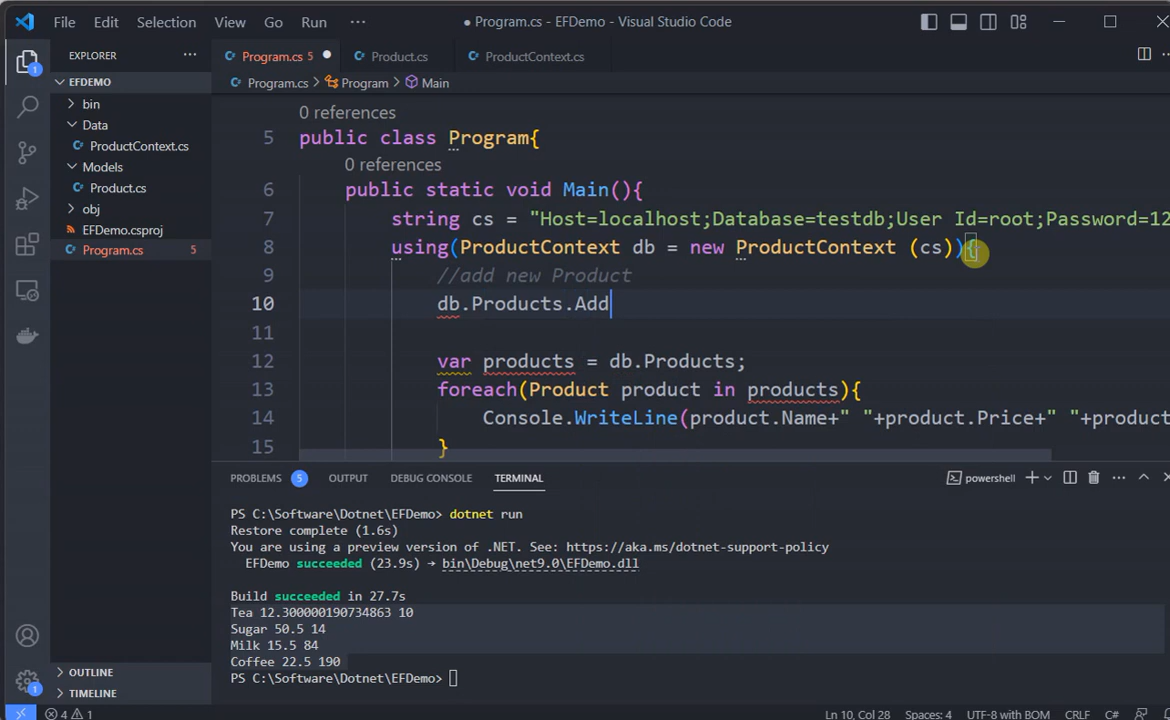 File Edit Selection View Go Run ··· ● Program.cs • EFDemo - Visual Studio Code
EXPLORER ···
EFDEMO
bin
Data
ProductContext.cs
Models
Product.cs
obj
EFDemo.csproj
Program.cs 5
OUTLINE
TIMELINE
1
1
Program.cs 5 ● Product.cs ProductContext.cs
Program.cs > Program > Main
0 references
5 public class Program{
0 references
6 public static void Main(){
7 string cs = "Host=localhost;Database=testdb;User Id=root;Password=12
8 using(ProductContext db = new ProductContext (cs)){
9 //add new Product
10 db.Products.Add
11
12 var products = db.Products;
13 foreach(Product product in products){
14 Console.WriteLine(product.Name+" "+product.Price+" "+product
15 }
PROBLEMS 5 OUTPUT DEBUG CONSOLE TERMINAL powershell
PS C:\Software\Dotnet\EFDemo> dotnet run
Restore complete (1.6s)
You are using a preview version of .NET. See: https://aka.ms/dotnet-support-policy
EFDemo succeeded (23.9s) → bin\Debug\net9.0\EFDemo.dll
Build succeeded in 27.7s
Tea 12.300000190734863 10
Sugar 50.5 14
Milk 15.5 84
Coffee 22.5 190
PS C:\Software\Dotnet\EFDemo>
4 1 Ln 10, Col 28 Spaces: 4 UTF-8 with BOM CRLF C#